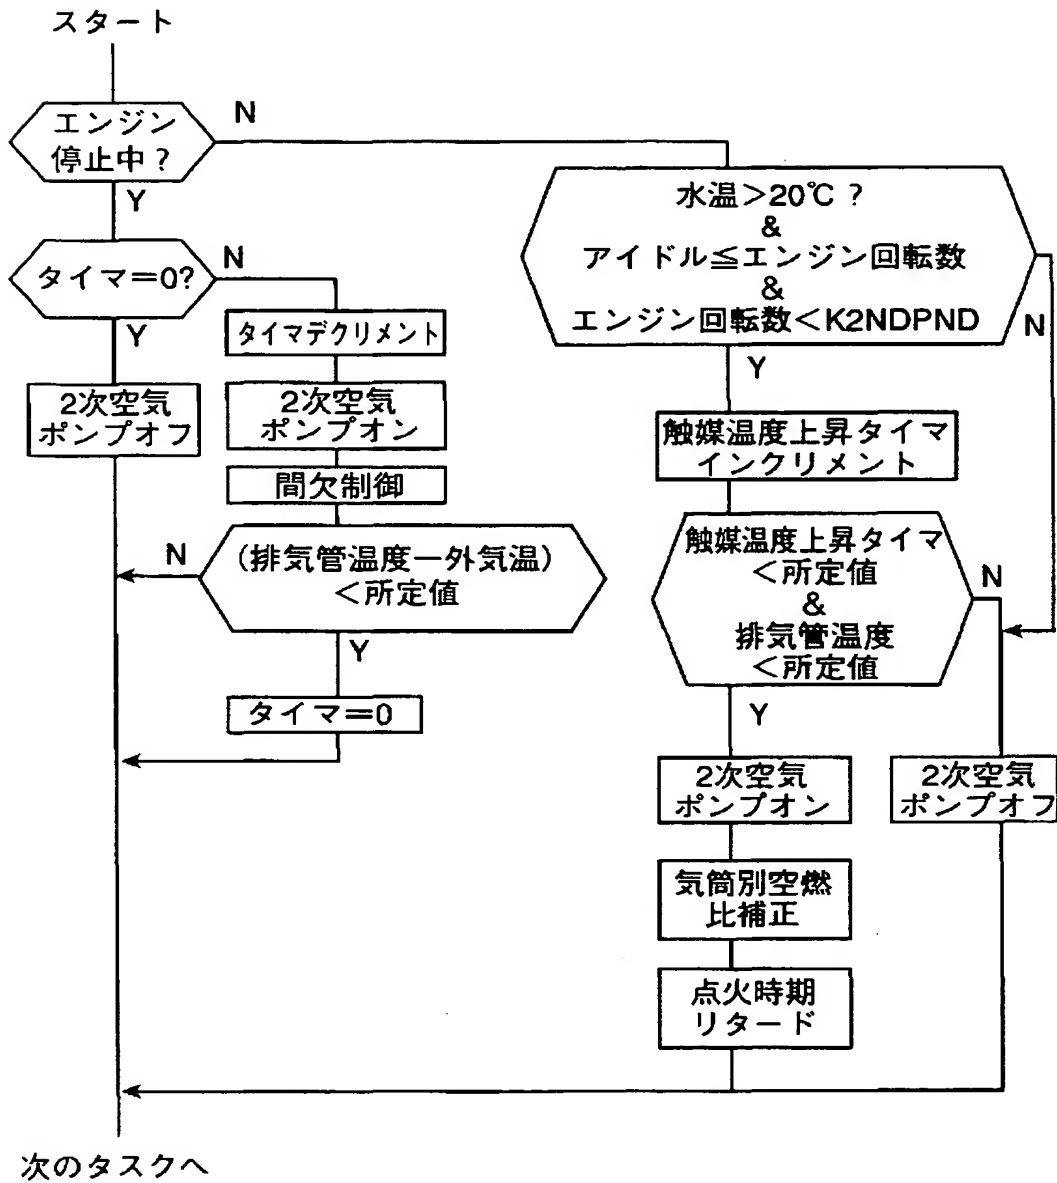 スタート
エンジン
停止中?
N
Y
タイマ=0?
N
Y
2次空気
ポンプオフ
タイマデクリメント
2次空気
ポンプオン
間欠制御
(排気管温度ー外気温)
<所定値
N
Y
タイマ=0
水温>20℃?
&
アイドル≦エンジン回転数
&
エンジン回転数<K2NDPND
N
Y
触媒温度上昇タイマ
インクリメント
触媒温度上昇タイマ
<所定値
&
排気管温度
<所定値
N
Y
2次空気
ポンプオン
2次空気
ポンプオフ
気筒別空燃
比補正
点火時期
リタード
次のタスクへ